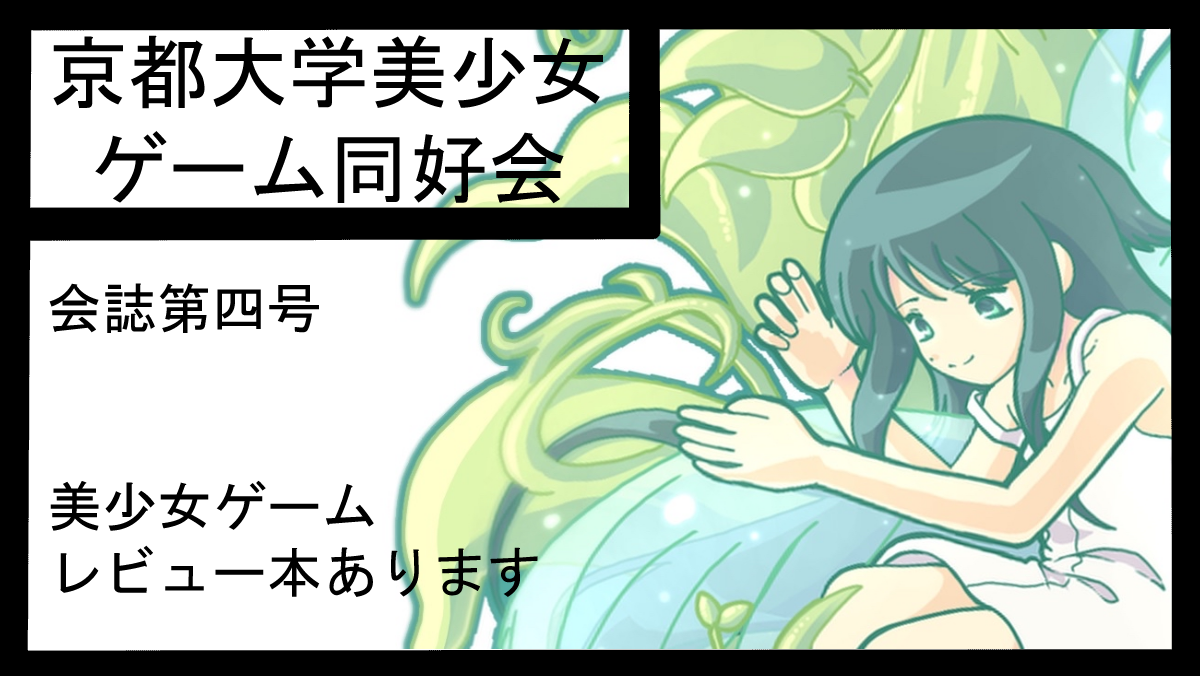 京都大学美少女
ゲーム同好会
会誌第四号
美少女ゲーム
レビュー本あります